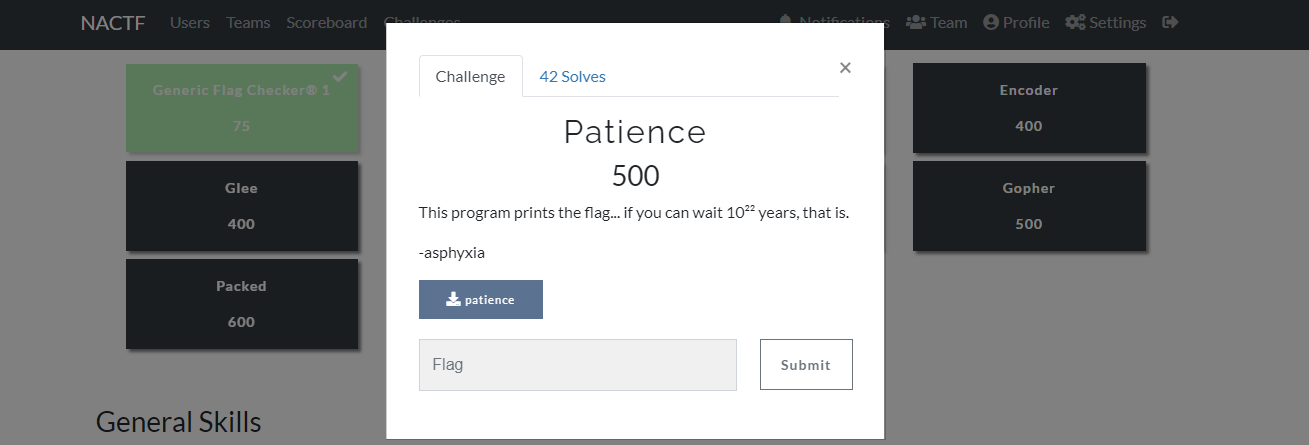 NACTF Users Teams Scoreboard Challenges Notifications Team Profile Settings
Challenge 42 Solves ×
Generic Flag Checker® 1
75
Encoder
400
Patience
500
Glee
400
Gopher
500
This program prints the flag... if you can wait 10²² years, that is.
-asphyxia
Packed
600
patience
Flag Submit
General Skills